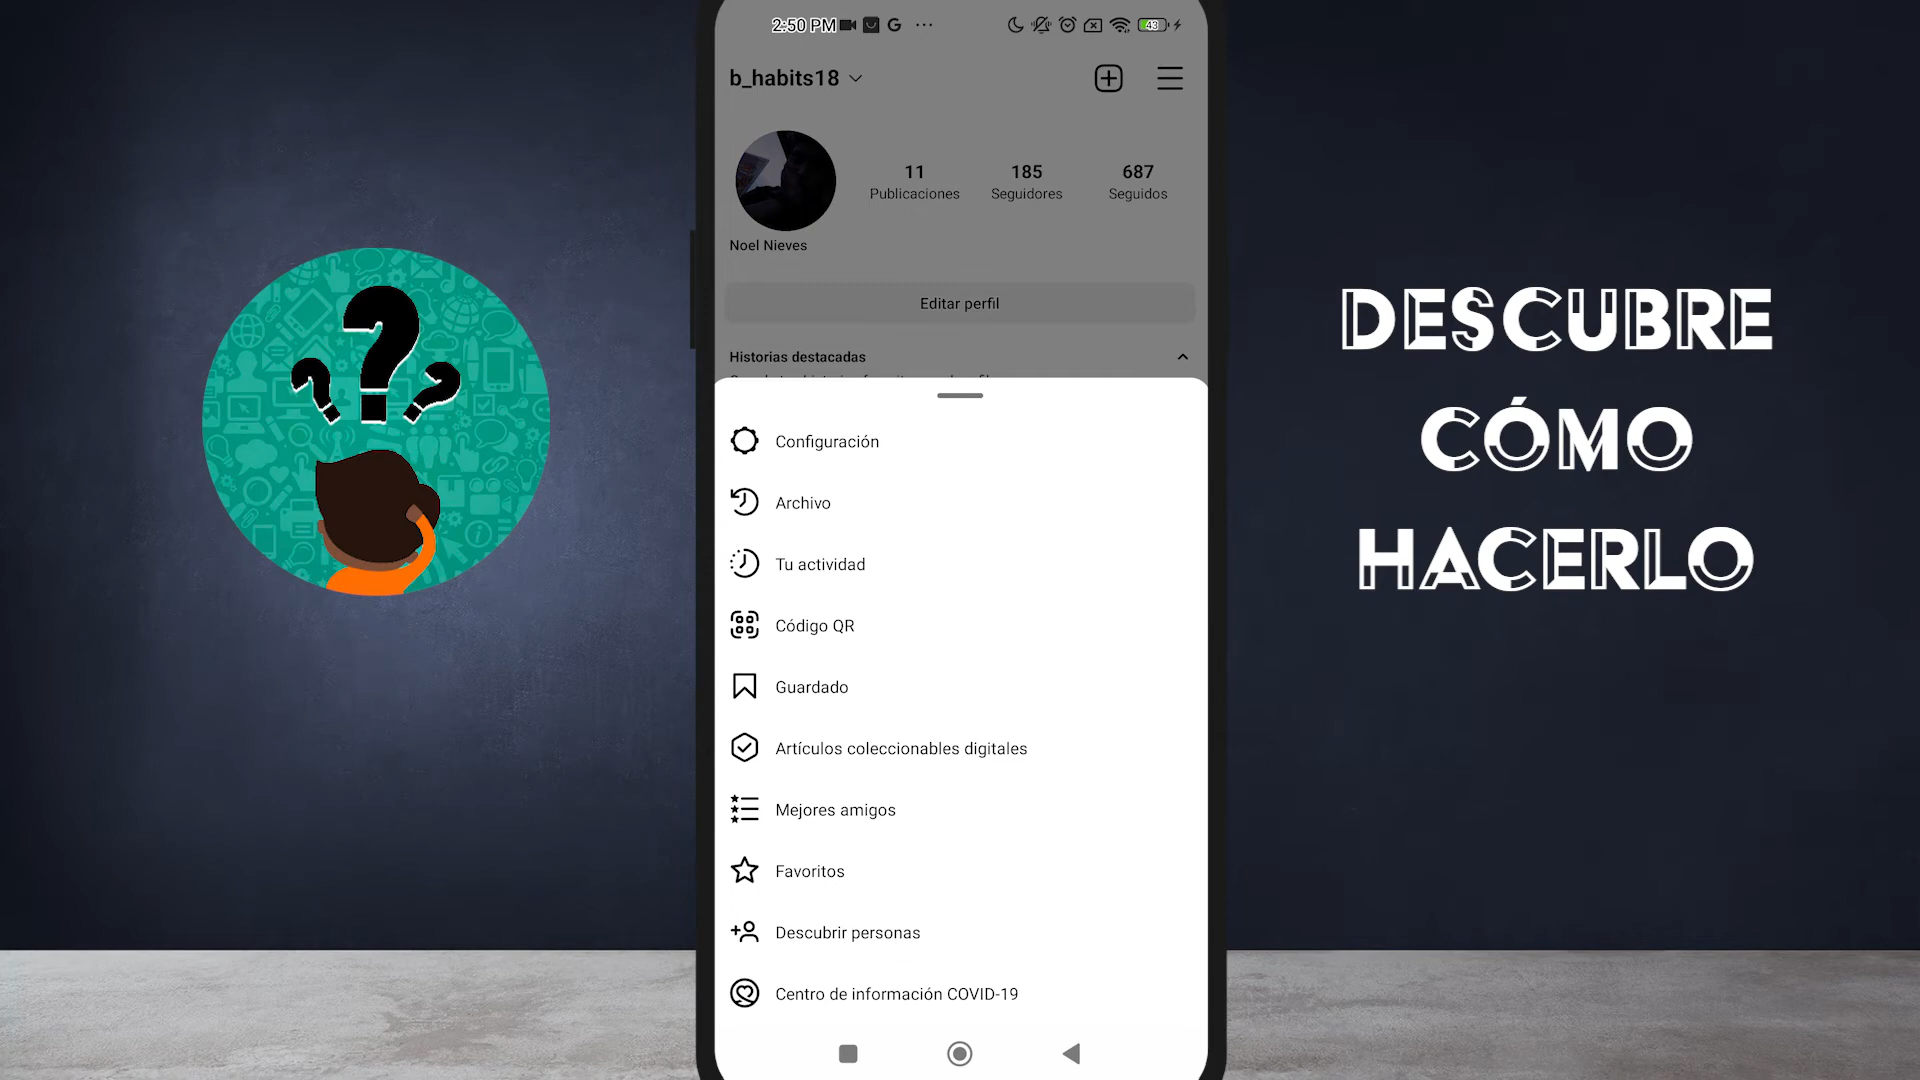 2:50 PM
43
b_habits18
11
Publicaciones
185
Seguidores
687
Seguidos
Noel Nieves
Editar perfil
Historias destacadas
Configuración
Archivo
Tu actividad
Código QR
Guardado
Artículos coleccionables digitales
Mejores amigos
Favoritos
Descubrir personas
Centro de información COVID-19
DESCUBRE
CÓMO
HACERLO